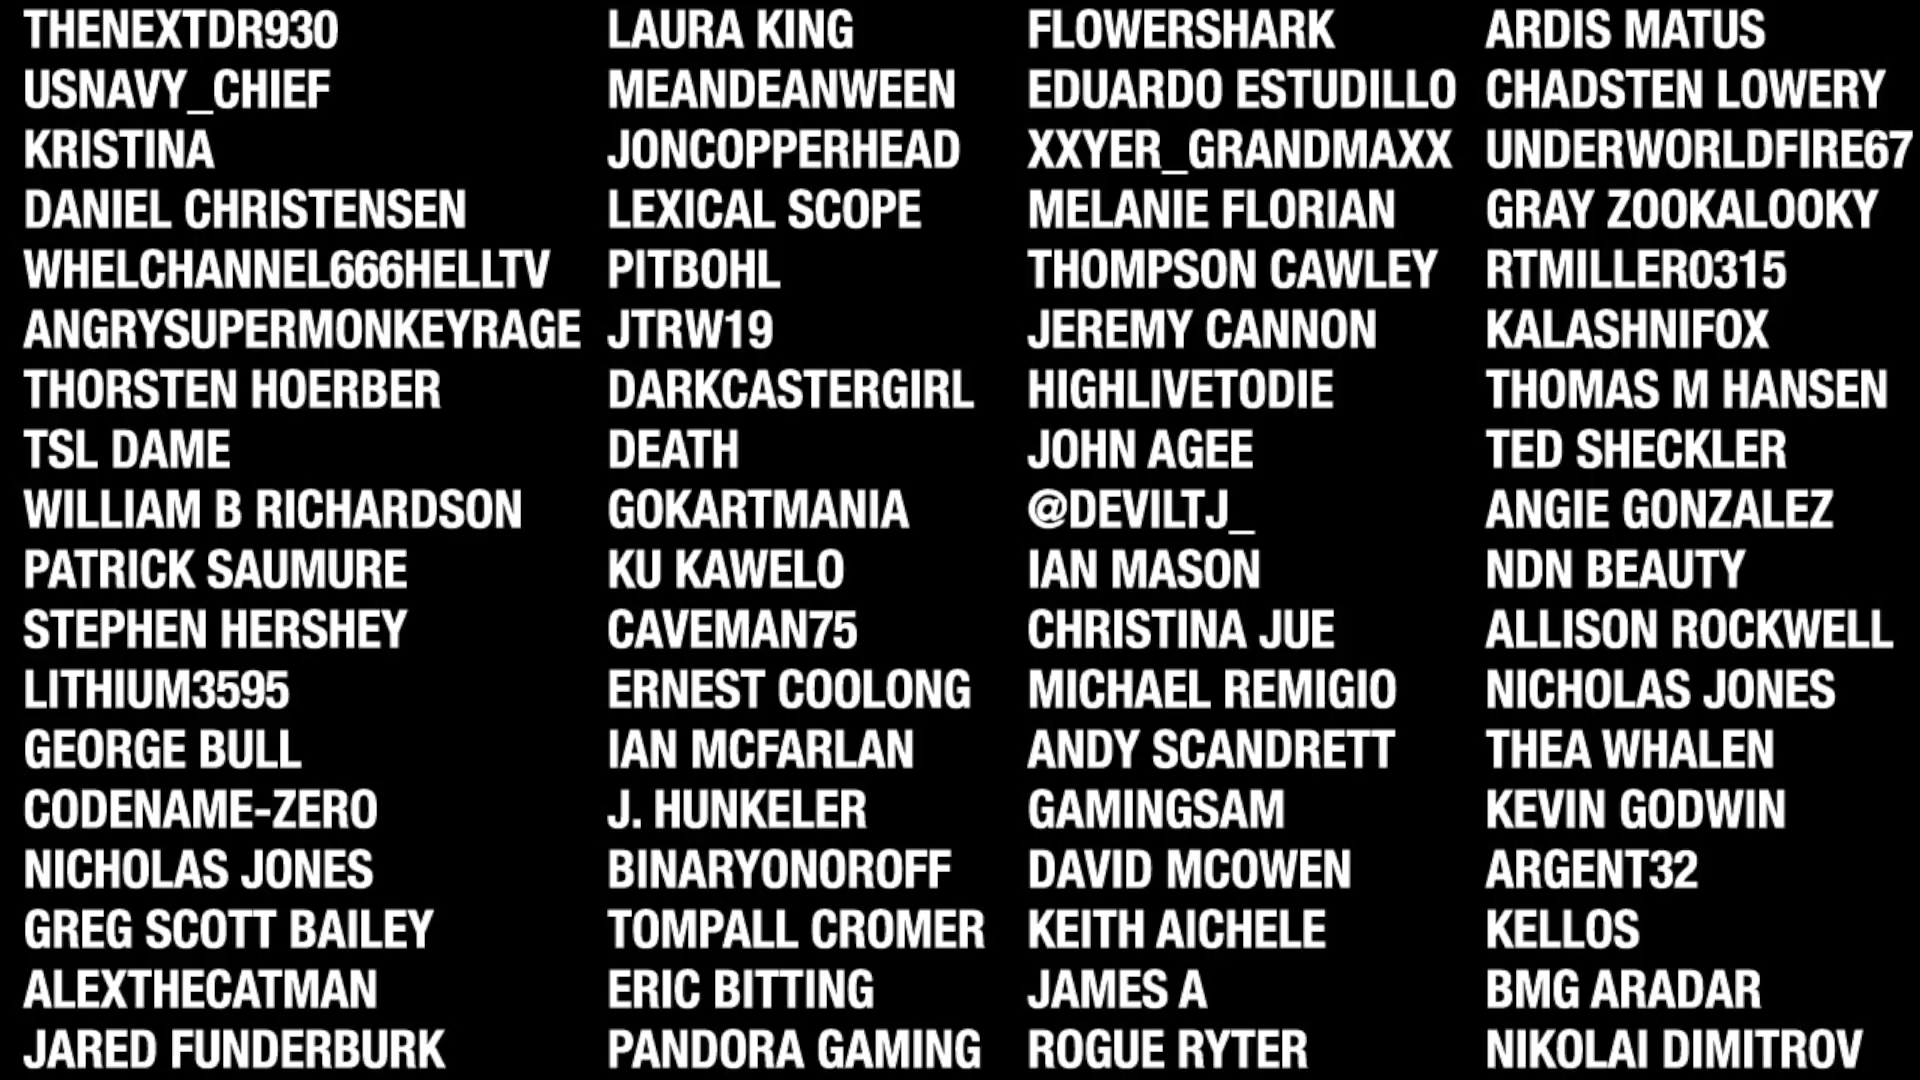 THENEXTDR930
USNAVY_CHIEF
KRISTINA
DANIEL CHRISTENSEN
WHELCHANNEL666HELLTV
ANGRYSUPERMONKEYRAGE
THORSTEN HOERBER
TSL DAME
WILLIAM B RICHARDSON
PATRICK SAUMURE
STEPHEN HERSHEY
LITHIUM3595
GEORGE BULL
CODENAME-ZERO
NICHOLAS JONES
GREG SCOTT BAILEY
ALEXTHECATMAN
JARED FUNDERBURK
LAURA KING
MEANDEANWEEN
JONCOPPERHEAD
LEXICAL SCOPE
PITBOHL
JTRW19
DARKCASTERGIRL
DEATH
GOKARTMANIA
KU KAWELO
CAVEMAN75
ERNEST COOLONG
IAN MCFARLAN
J. HUNKELER
BINARYONOROFF
TOMPALL CROMER
ERIC BITTING
PANDORA GAMING
FLOWERSHARK
EDUARDO ESTUDILLO
XXYER_GRANDMAXX
MELANIE FLORIAN
THOMPSON CAWLEY
JEREMY CANNON
HIGHLIVETODIE
JOHN AGEE
@DEVILTJ_
IAN MASON
CHRISTINA JUE
MICHAEL REMIGIO
ANDY SCANDRETT
GAMINGSAM
DAVID MCOWEN
KEITH AICHELE
JAMES A
ROGUE RYTER
ARDIS MATUS
CHADSTEN LOWERY
UNDERWORLDFIRE67
GRAY ZOOKALOOKY
RTMILLER0315
KALASHNIFOX
THOMAS M HANSEN
TED SHECKLER
ANGIE GONZALEZ
NDN BEAUTY
ALLISON ROCKWELL
NICHOLAS JONES
THEA WHALEN
KEVIN GODWIN
ARGENT32
KELLOS
BMG ARADAR
NIKOLAI DIMITROV